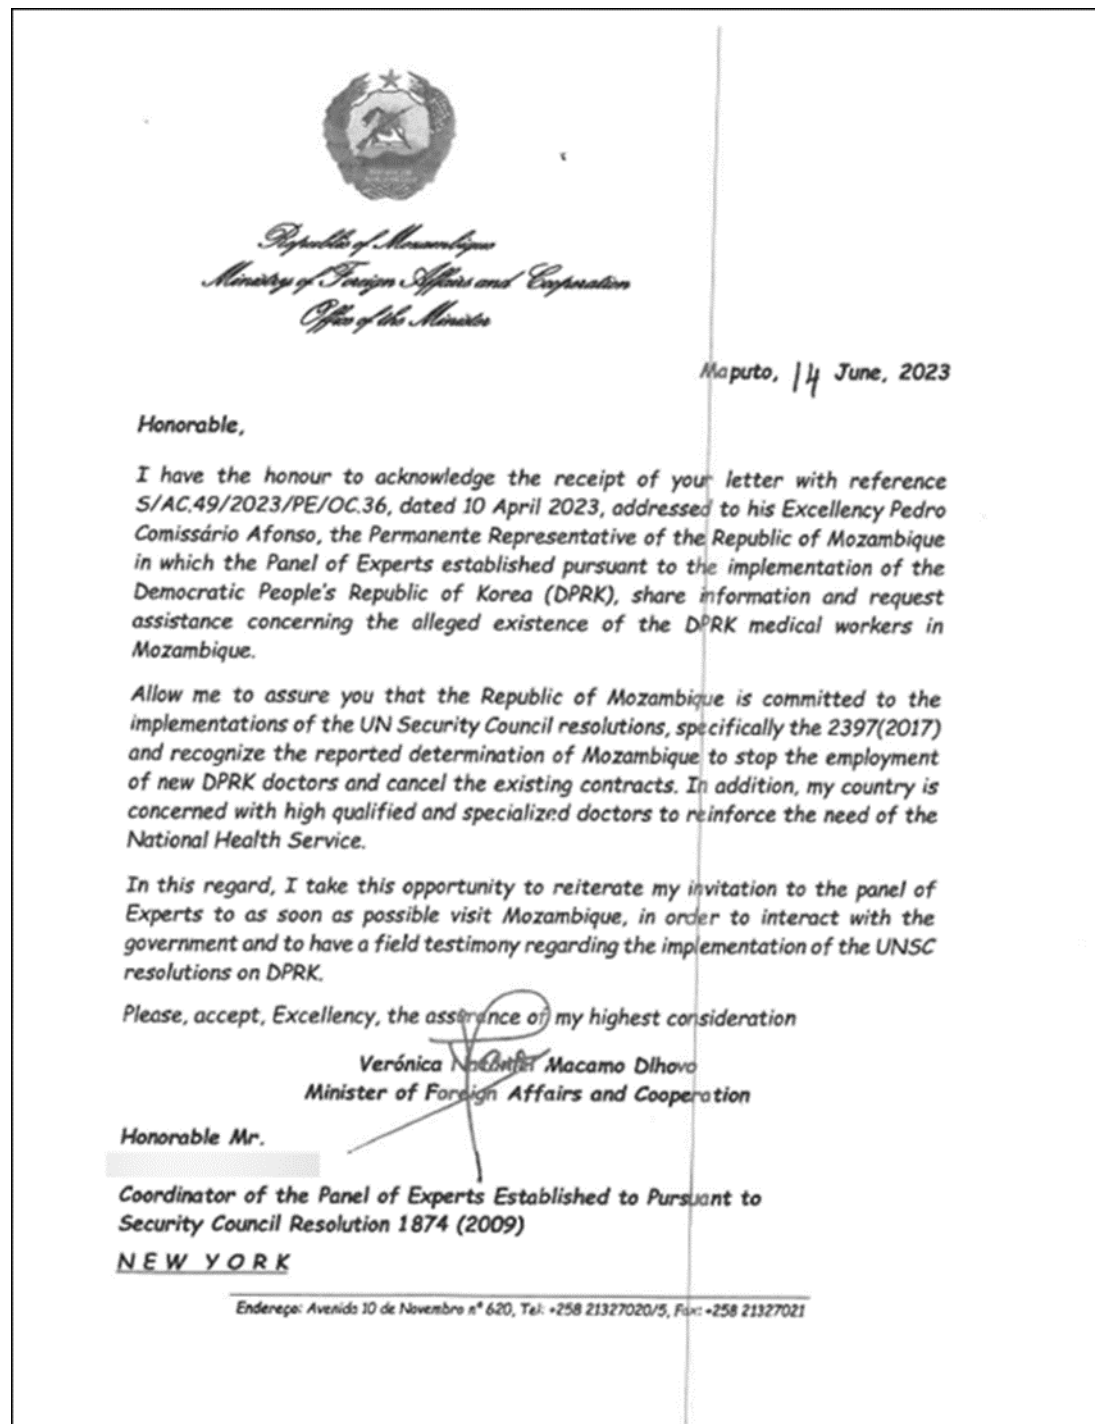 Republic of Mozambique
Ministry of Foreign Affairs and Cooperation
Office of the Minister
Maputo, 14 June, 2023
Honorable,
I have the honour to acknowledge the receipt of your letter with reference
S/AC.49/2023/PE/OC.36, dated 10 April 2023, addressed to his Excellency Pedro
Comissário Afonso, the Permanente Representative of the Republic of Mozambique
in which the Panel of Experts established pursuant to the implementation of the
Democratic People's Republic of Korea (DPRK), share information and request
assistance concerning the alleged existence of the DPRK medical workers in
Mozambique.
Allow me to assure you that the Republic of Mozambique is committed to the
implementations of the UN Security Council resolutions, specifically the 2397(2017)
and recognize the reported determination of Mozambique to stop the employment
of new DPRK doctors and cancel the existing contracts. In addition, my country is
concerned with high qualified and specialized doctors to reinforce the need of the
National Health Service.
In this regard, I take this opportunity to reiterate my invitation to the panel of
Experts to as soon as possible visit Mozambique, in order to interact with the
government and to have a field testimony regarding the implementation of the UNSC
resolutions on DPRK.
Please, accept, Excellency, the assurance of my highest consideration
Verónica Macamo Dlhovo
Minister of Foreign Affairs and Cooperation
Honorable Mr.
Coordinator of the Panel of Experts Established to Pursuant to
Security Council Resolution 1874 (2009)
NEW YORK
Endereço: Avenida 10 de Novembro nº 620, Tel: +258 21327020/5, Fax: +258 21327021